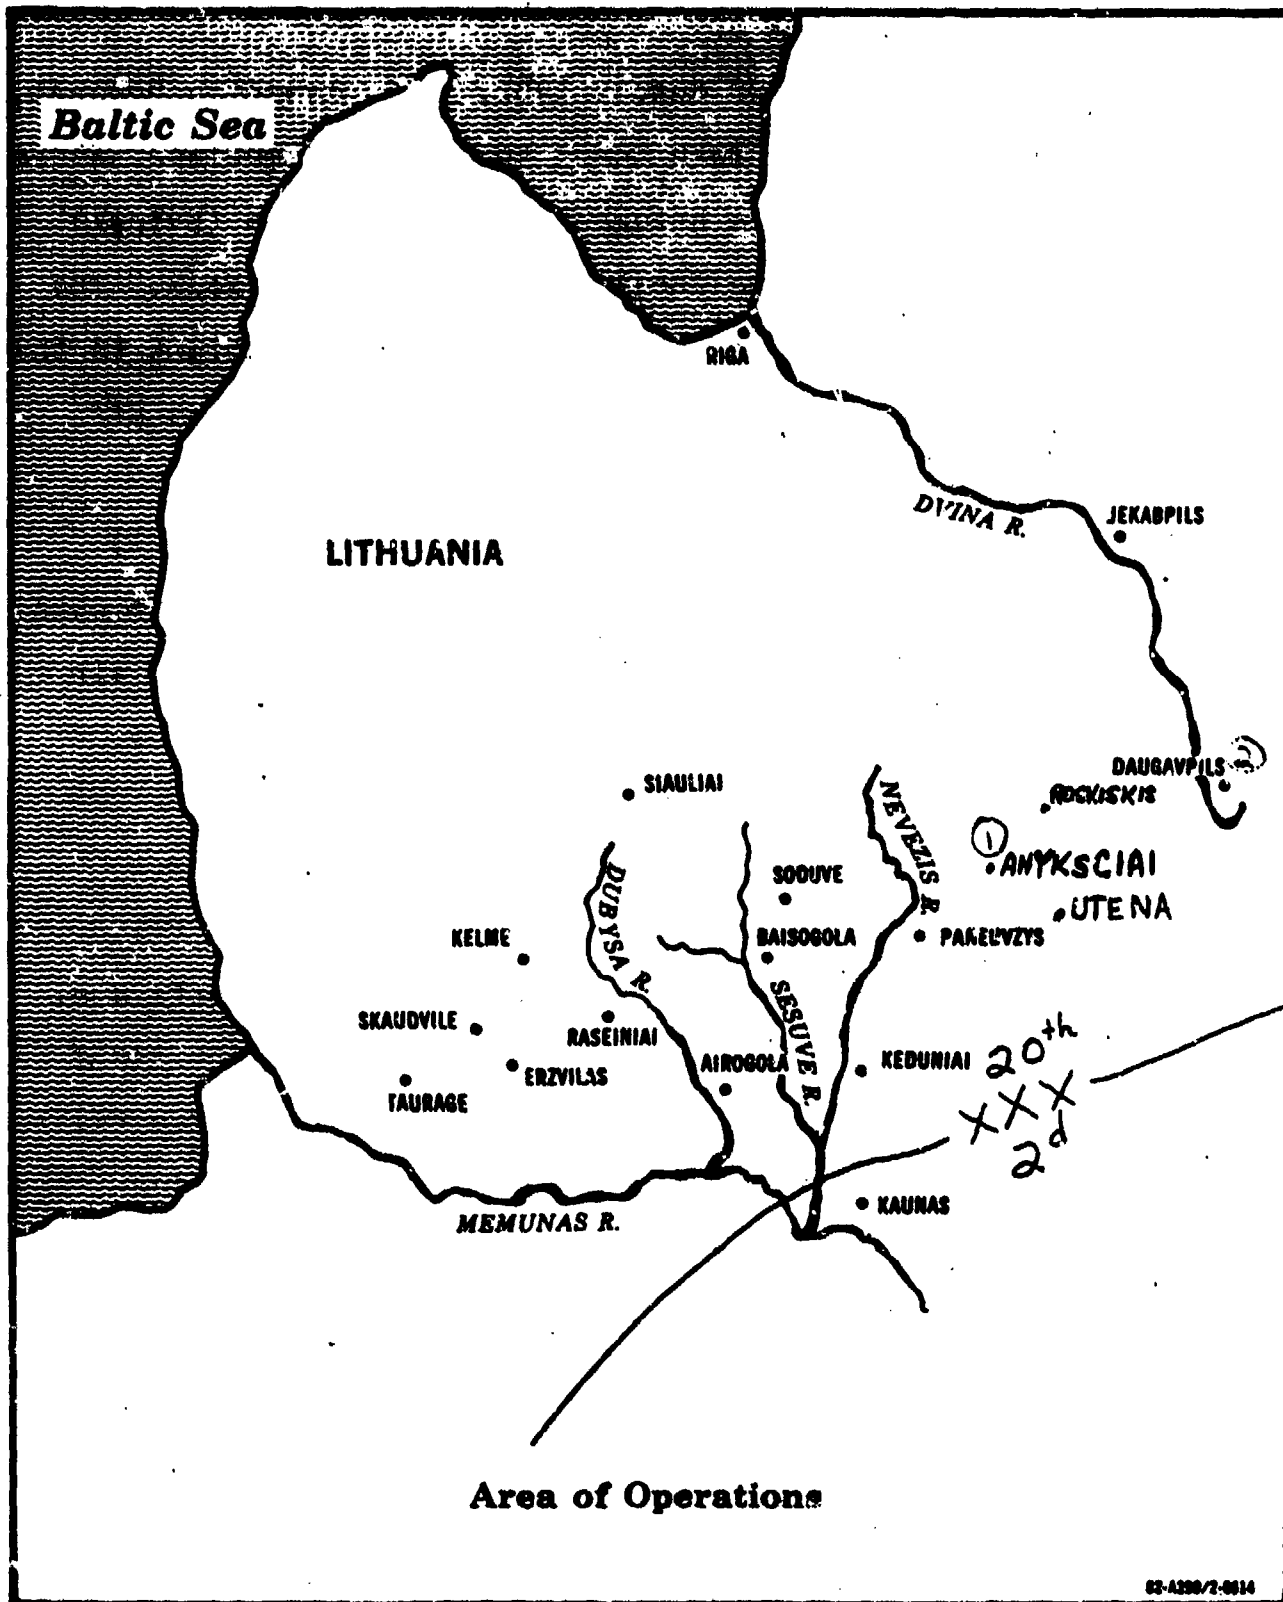 Baltic Sea
RIGA
DVINA R.
JEKABPILS
LITHUANIA
DAUGAVPILS
ROCKISKIS
SIAULIAI
NEVEZIS R.
1
ANYKSCIAI
SODUVE
DUBYSA R.
UTENA
KELME
BAISOGOLA
SESUVE R.
SKAUDVILE
RASEINIAI
ERZVILAS
AIROGOLA
KEDUNIAI
TAURAGE
20th
XXX
2d
KAUNAS
MEMUNAS R.
Area of Operations